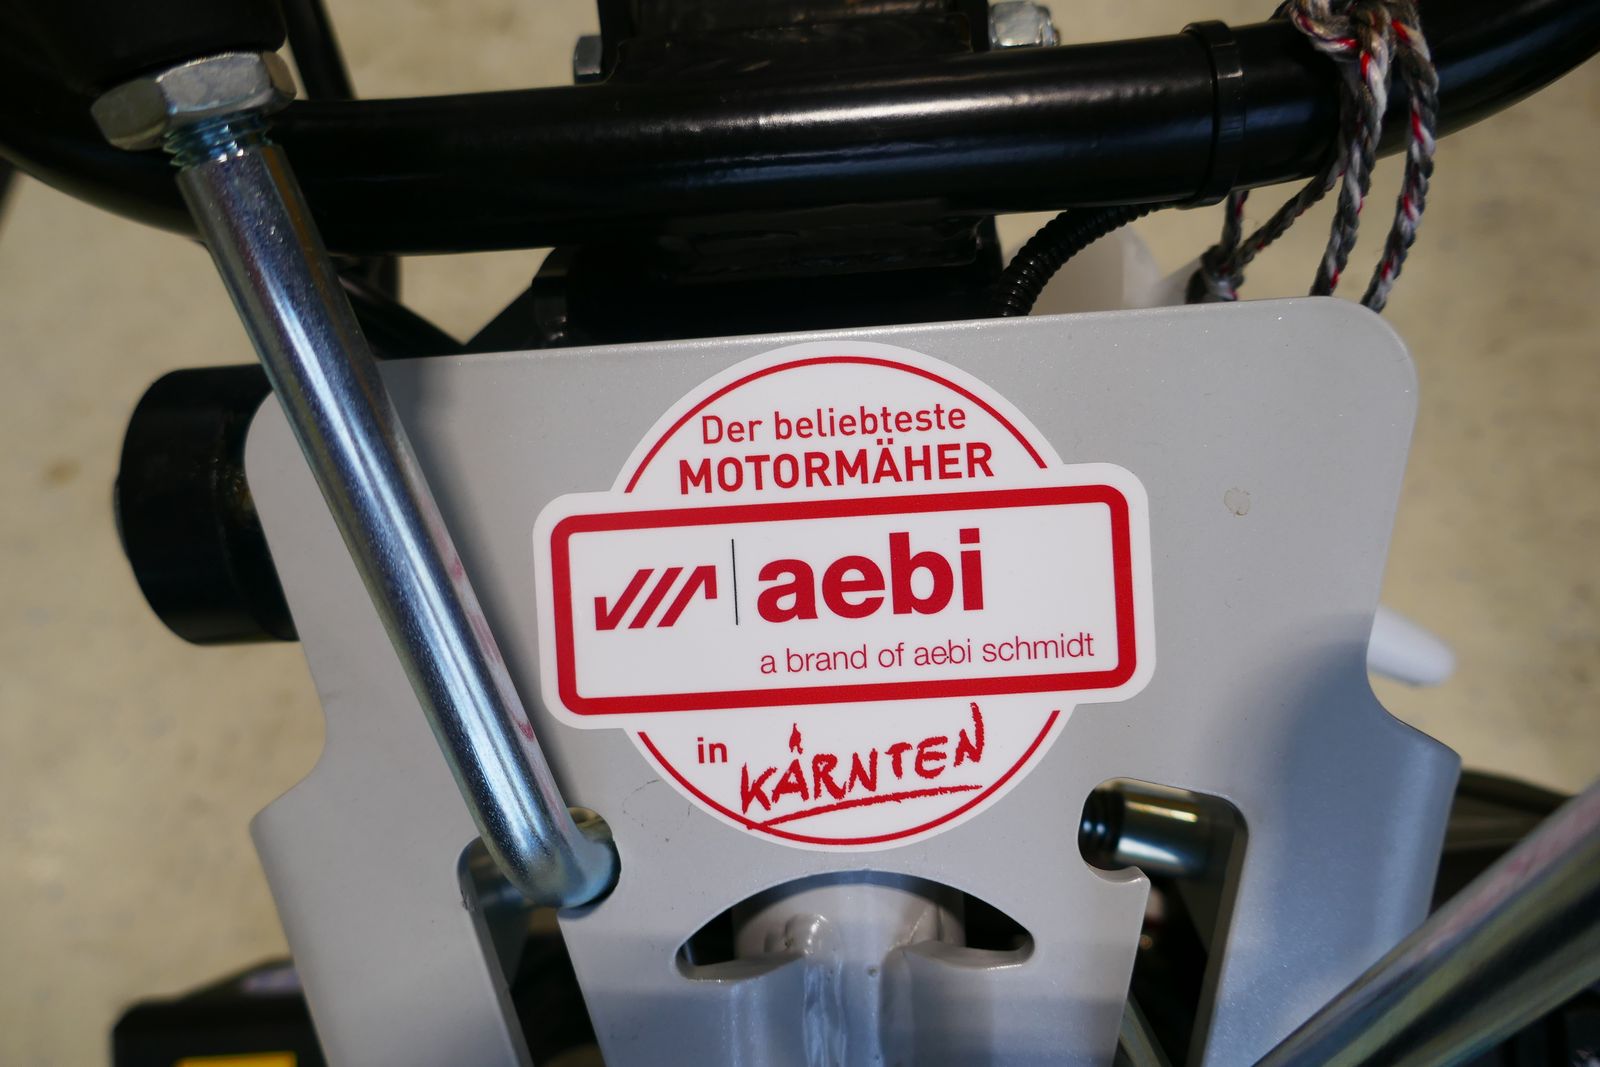 Der beliebteste
MOTORMÄHER
aebi
a brand of aebi schmidt
in KÄRNTEN